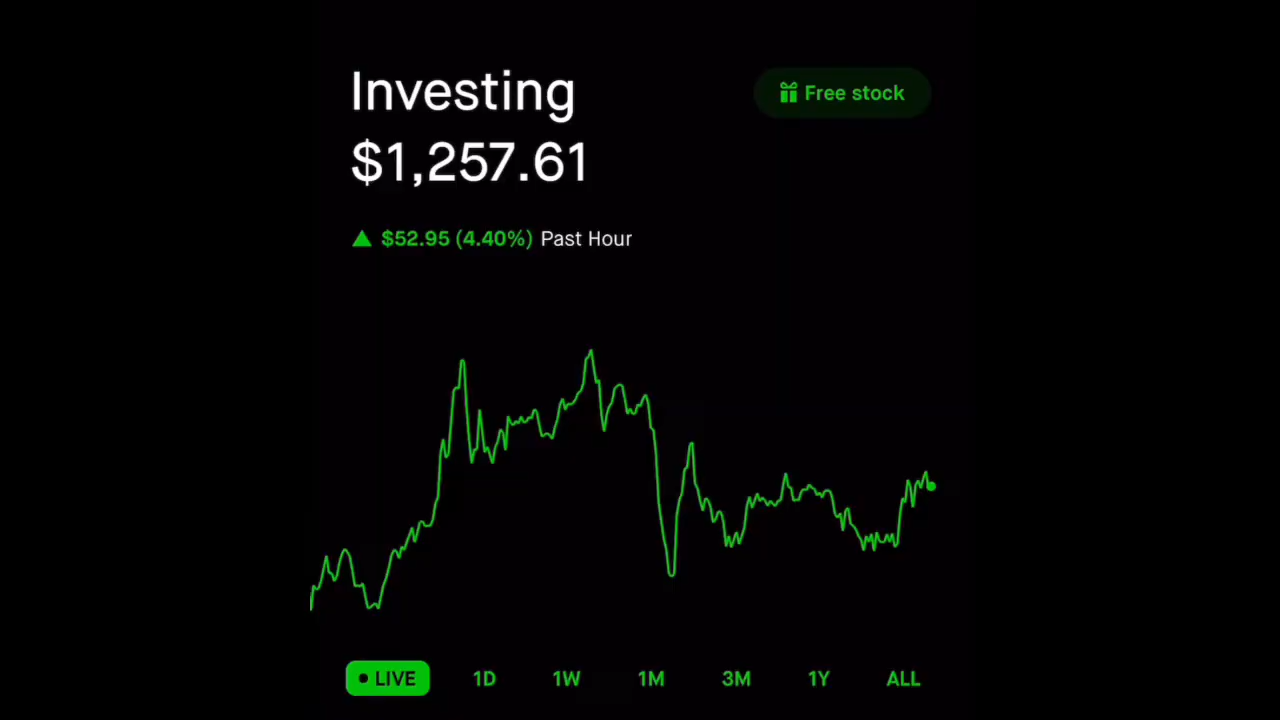 Investing
Free stock
$1,257.61
▲ $52.95 (4.40%) Past Hour
LIVE 1D 1W 1M 3M 1Y ALL